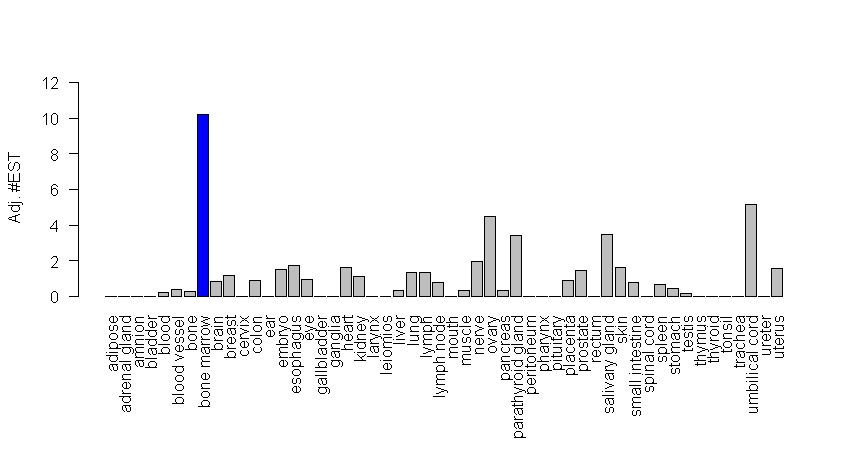 Adj. #EST
12
10
8
6
4
2
0
adipose
adrenal gland
amnion
bladder
blood
blood vessel
bone
bone marrow
brain
breast
cervix
colon
ear
embryo
esophagus
eye
gallbladder
ganglia
heart
kidney
larynx
leiomios
liver
lung
lymph
lymph node
mouth
muscle
nerve
ovary
pancreas
parathyroid gland
peritoneum
pharynx
pituitary
placenta
prostate
rectum
salivary gland
skin
small intestine
spinal cord
spleen
stomach
testis
thymus
thyroid
tonsil
trachea
umbilical cord
ureter
uterus